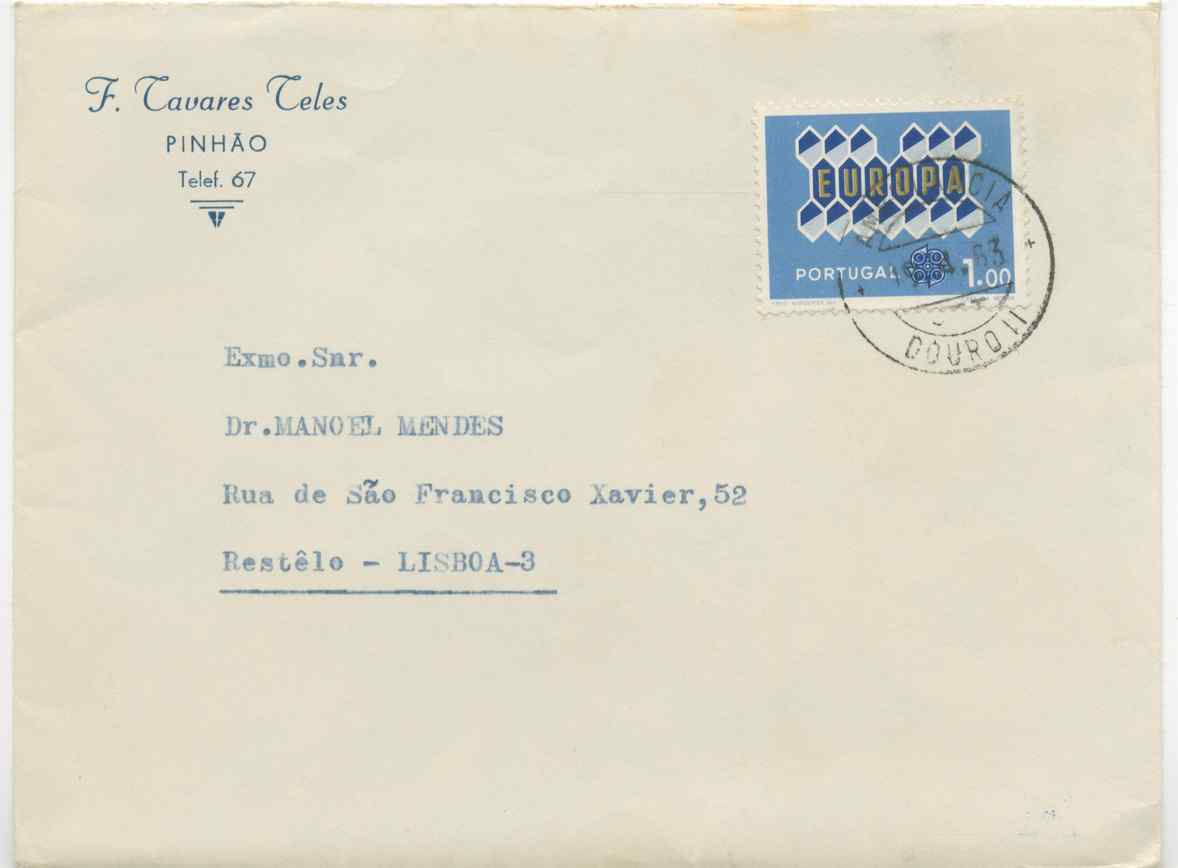 F. Tavares Teles
PINHÃO
Telef. 67
EUROPA
PORTUGAL 1.00
DOURO II
Exmo.Snr.
Dr.MANOEL MENDES
Rua de São Francisco Xavier,52
Restêlo - LISBOA-3